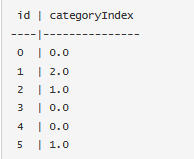 id | categoryIndex
----|---------------
0 | 0.0
1 | 2.0
2 | 1.0
3 | 0.0
4 | 0.0
5 | 1.0